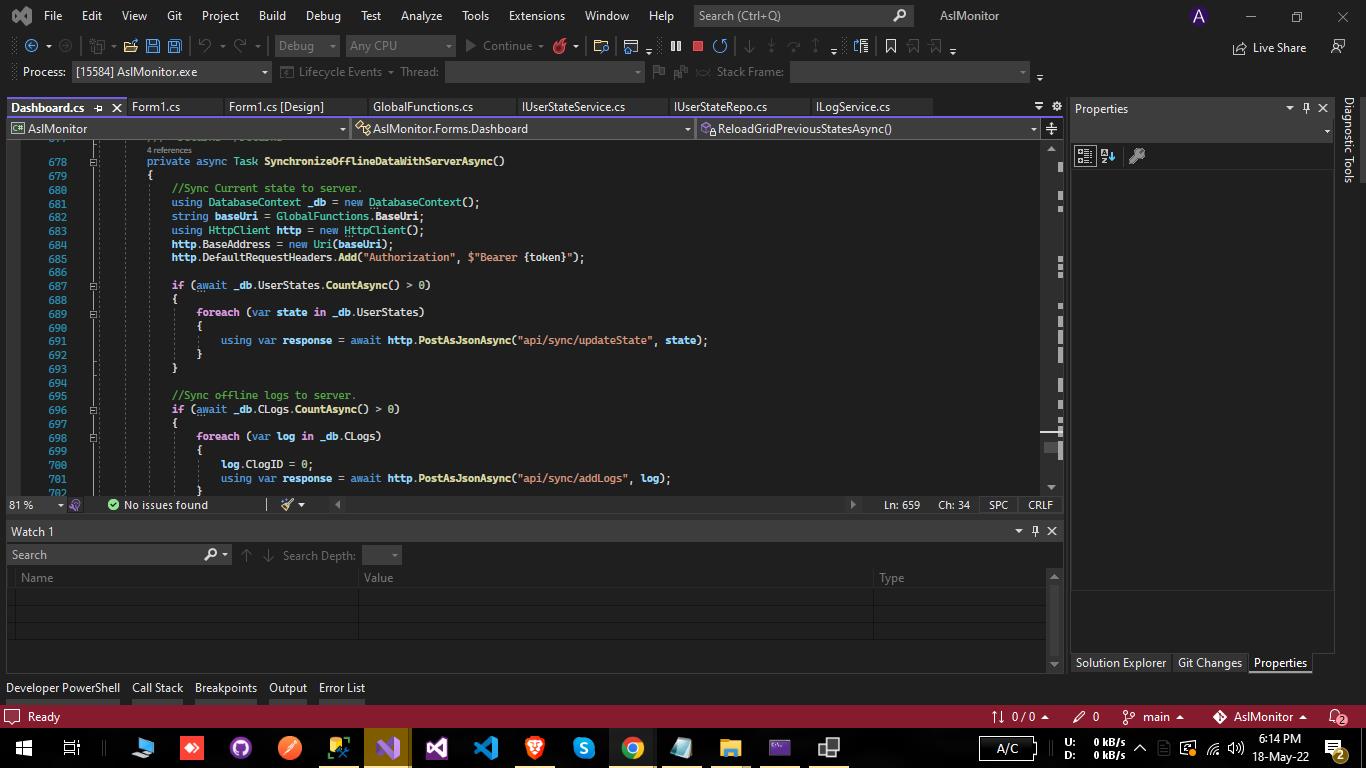 File Edit View Git Project Build Debug Test Analyze Tools Extensions Window Help Search (Ctrl+Q) AslMonitor A
Debug Any CPU Continue Live Share
Process: [15584] AslMonitor.exe Lifecycle Events Thread: Stack Frame:
Dashboard.cs Form1.cs Form1.cs [Design] GlobalFunctions.cs IUserStateService.cs IUserStateRepo.cs ILogService.cs
AslMonitor AslMonitor.Forms.Dashboard ReloadGridPreviousStatesAsync()
4 references
678 private async Task SynchronizeOfflineDataWithServerAsync()
679 {
680 //Sync Current state to server.
681 using DatabaseContext _db = new DatabaseContext();
682 string baseUri = GlobalFunctions.BaseUri;
683 using HttpClient http = new HttpClient();
684 http.BaseAddress = new Uri(baseUri);
685 http.DefaultRequestHeaders.Add("Authorization", $"Bearer {token}");
686
687 if (await _db.UserStates.CountAsync() > 0)
688 {
689 foreach (var state in _db.UserStates)
690 {
691 using var response = await http.PostAsJsonAsync("api/sync/updateState", state);
692 }
693 }
694
695 //Sync offline logs to server.
696 if (await _db.CLogs.CountAsync() > 0)
697 {
698 foreach (var log in _db.CLogs)
699 {
700 log.ClogID = 0;
701 using var response = await http.PostAsJsonAsync("api/sync/addLogs", log);
702 }
81 % No issues found Ln: 659 Ch: 34 SPC CRLF
Watch 1
Search Search Depth:
Name Value Type
Properties
Diagnostic Tools
Solution Explorer Git Changes Properties
Developer PowerShell Call Stack Breakpoints Output Error List
Ready 0 / 0 0 main AslMonitor 2
A/C U: 0 kB/s
D: 0 kB/s
6:14 PM
18-May-22
2